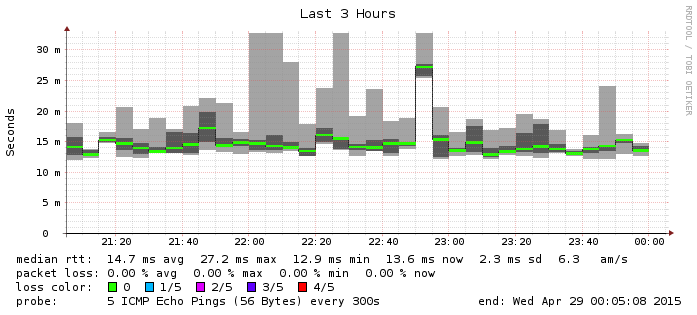 Last 3 Hours
RRDTOOL / TOBI OETIKER
Seconds
30 m
25 m
20 m
15 m
10 m
5 m
0
21:20 21:40 22:00 22:20 22:40 23:00 23:20 23:40 00:00
median rtt: 14.7 ms avg 27.2 ms max 12.9 ms min 13.6 ms now 2.3 ms sd 6.3 am/s
packet loss: 0.00 % avg 0.00 % max 0.00 % min 0.00 % now
loss color: 0 1/5 2/5 3/5 4/5
probe: 5 ICMP Echo Pings (56 Bytes) every 300s end: Wed Apr 29 00:05:08 2015